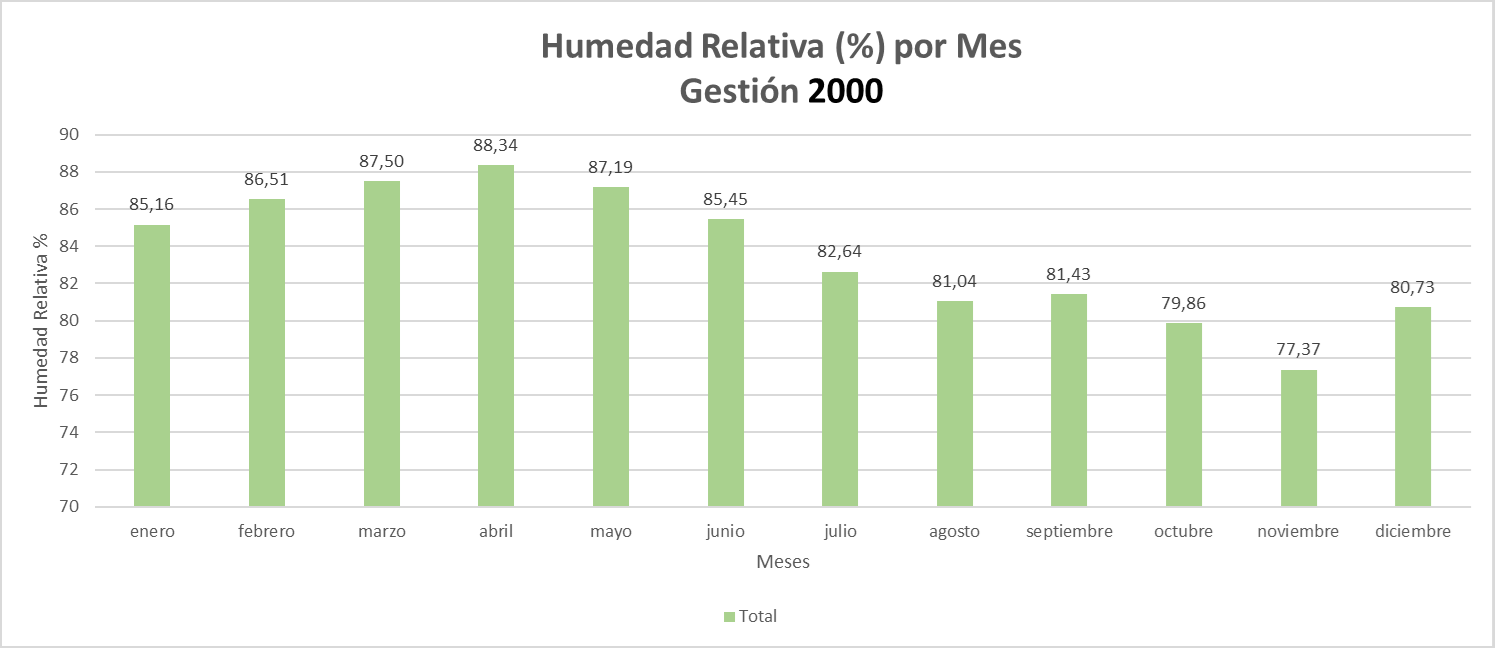 Humedad Relativa (%) por Mes
Gestión 2000
Humedad Relativa %
90
88
86
84
82
80
78
76
74
72
70
85,16
86,51
87,50
88,34
87,19
85,45
82,64
81,04
81,43
79,86
77,37
80,73
enero
febrero
marzo
abril
mayo
junio
julio
agosto
septiembre
octubre
noviembre
diciembre
Meses
Total